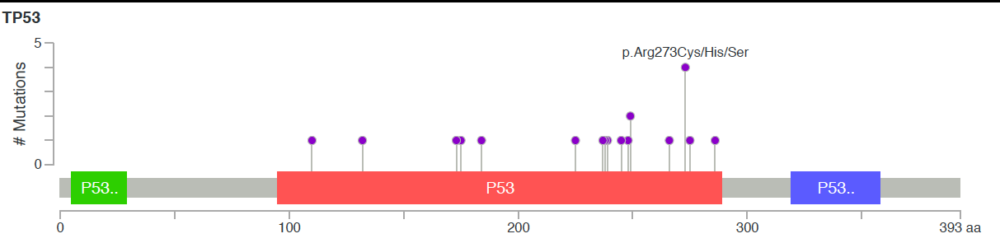 TP53
5
p.Arg273Cys/His/Ser
# Mutations
0
P53.. P53 P53..
0 100 200 300 393 aa